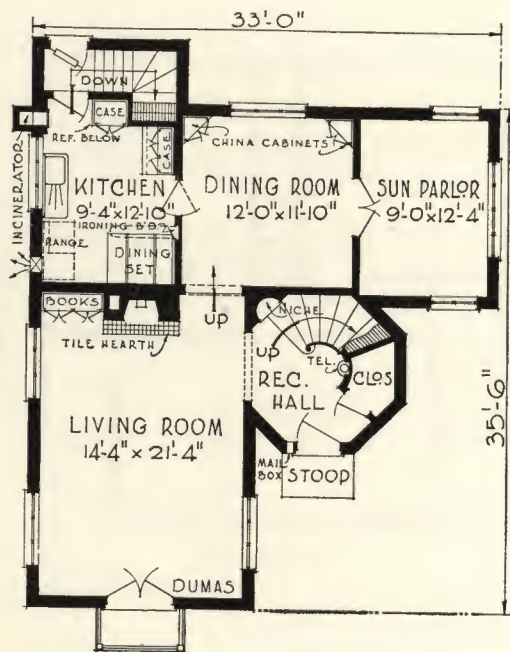 33'-0"
DOWN
CASE
REF. BELOW
CASE
CHINA CABINETS
INCINERATOR
KITCHEN
9'-4"x12'-10"
IRONING B'D
RANGE
DINING
SET
DINING ROOM
12'-0"x11'-10"
SUN PARLOR
9'-0"x12'-4"
BOOKS
TILE HEARTH
UP
NICHE
UP
TEL.
REC.
HALL
CLOS
LIVING ROOM
14'-4" x 21'-4"
MAIL
BOX
STOOP
35'-6"
DUMAS